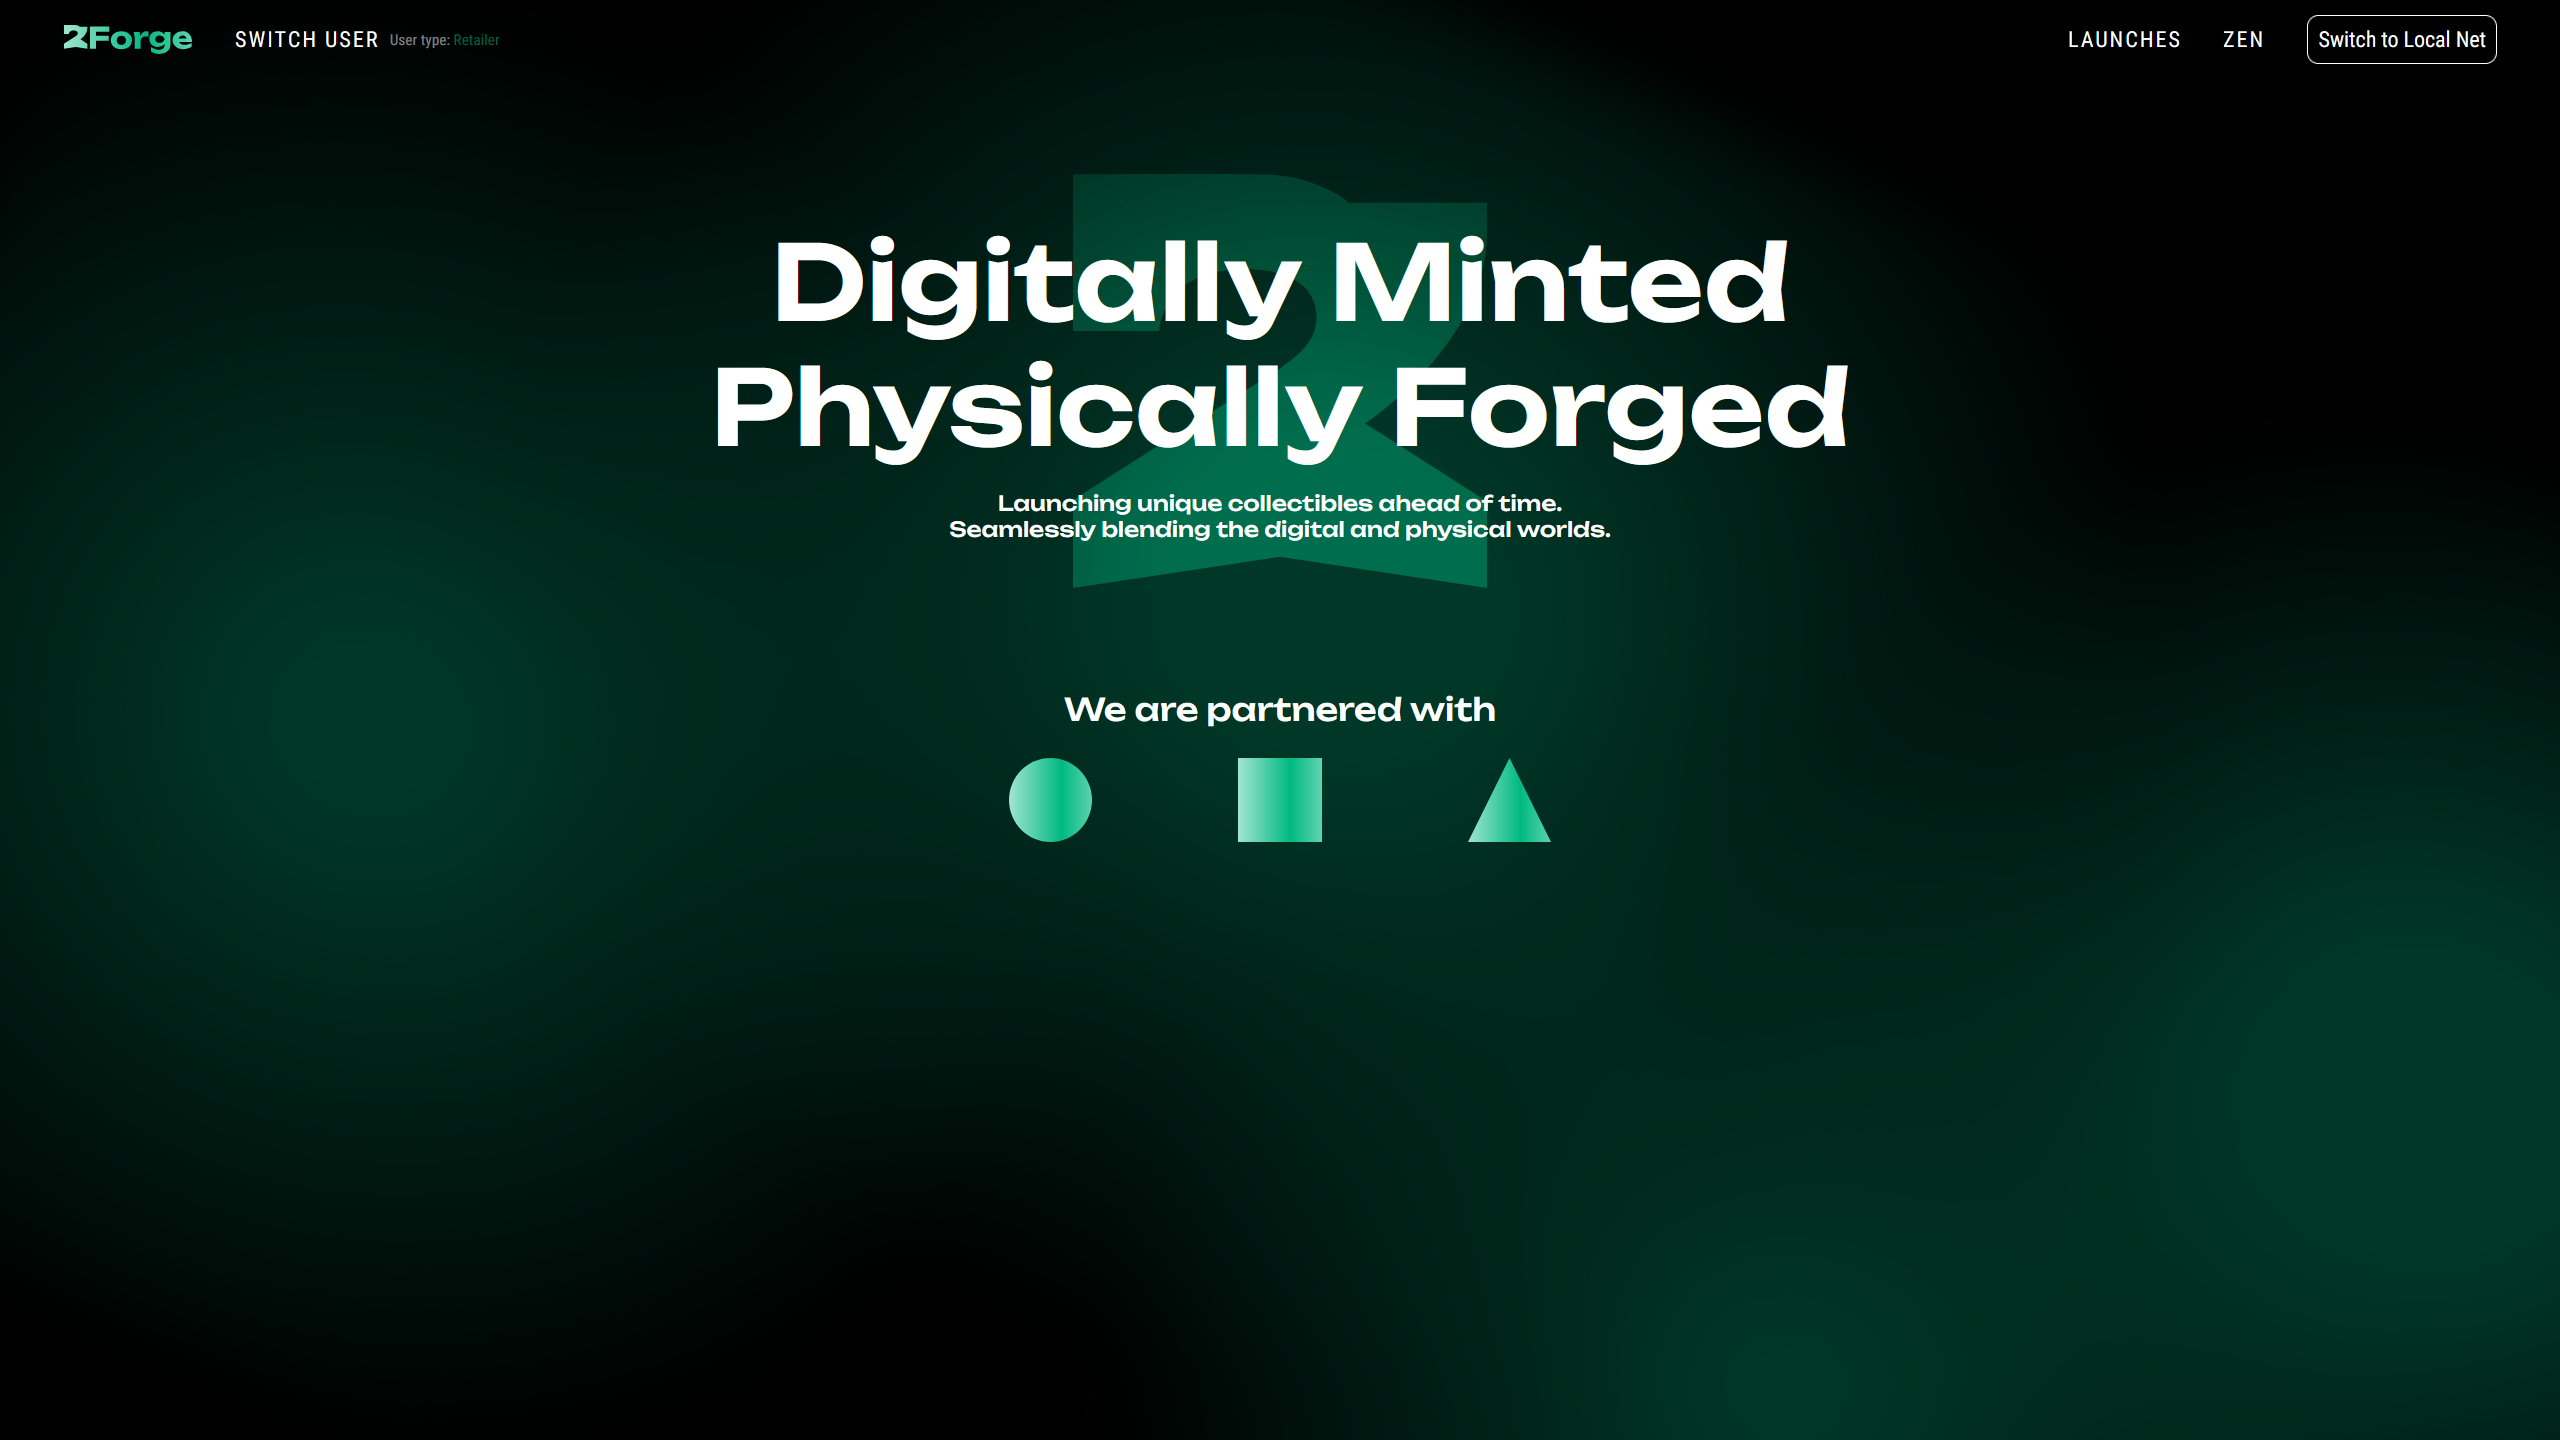 2Forge
SWITCH USER
User type: Retailer
LAUNCHES
ZEN
Switch to Local Net
Digitally Minted
Physically Forged
Launching unique collectibles ahead of time.
Seamlessly blending the digital and physical worlds.
We are partnered with